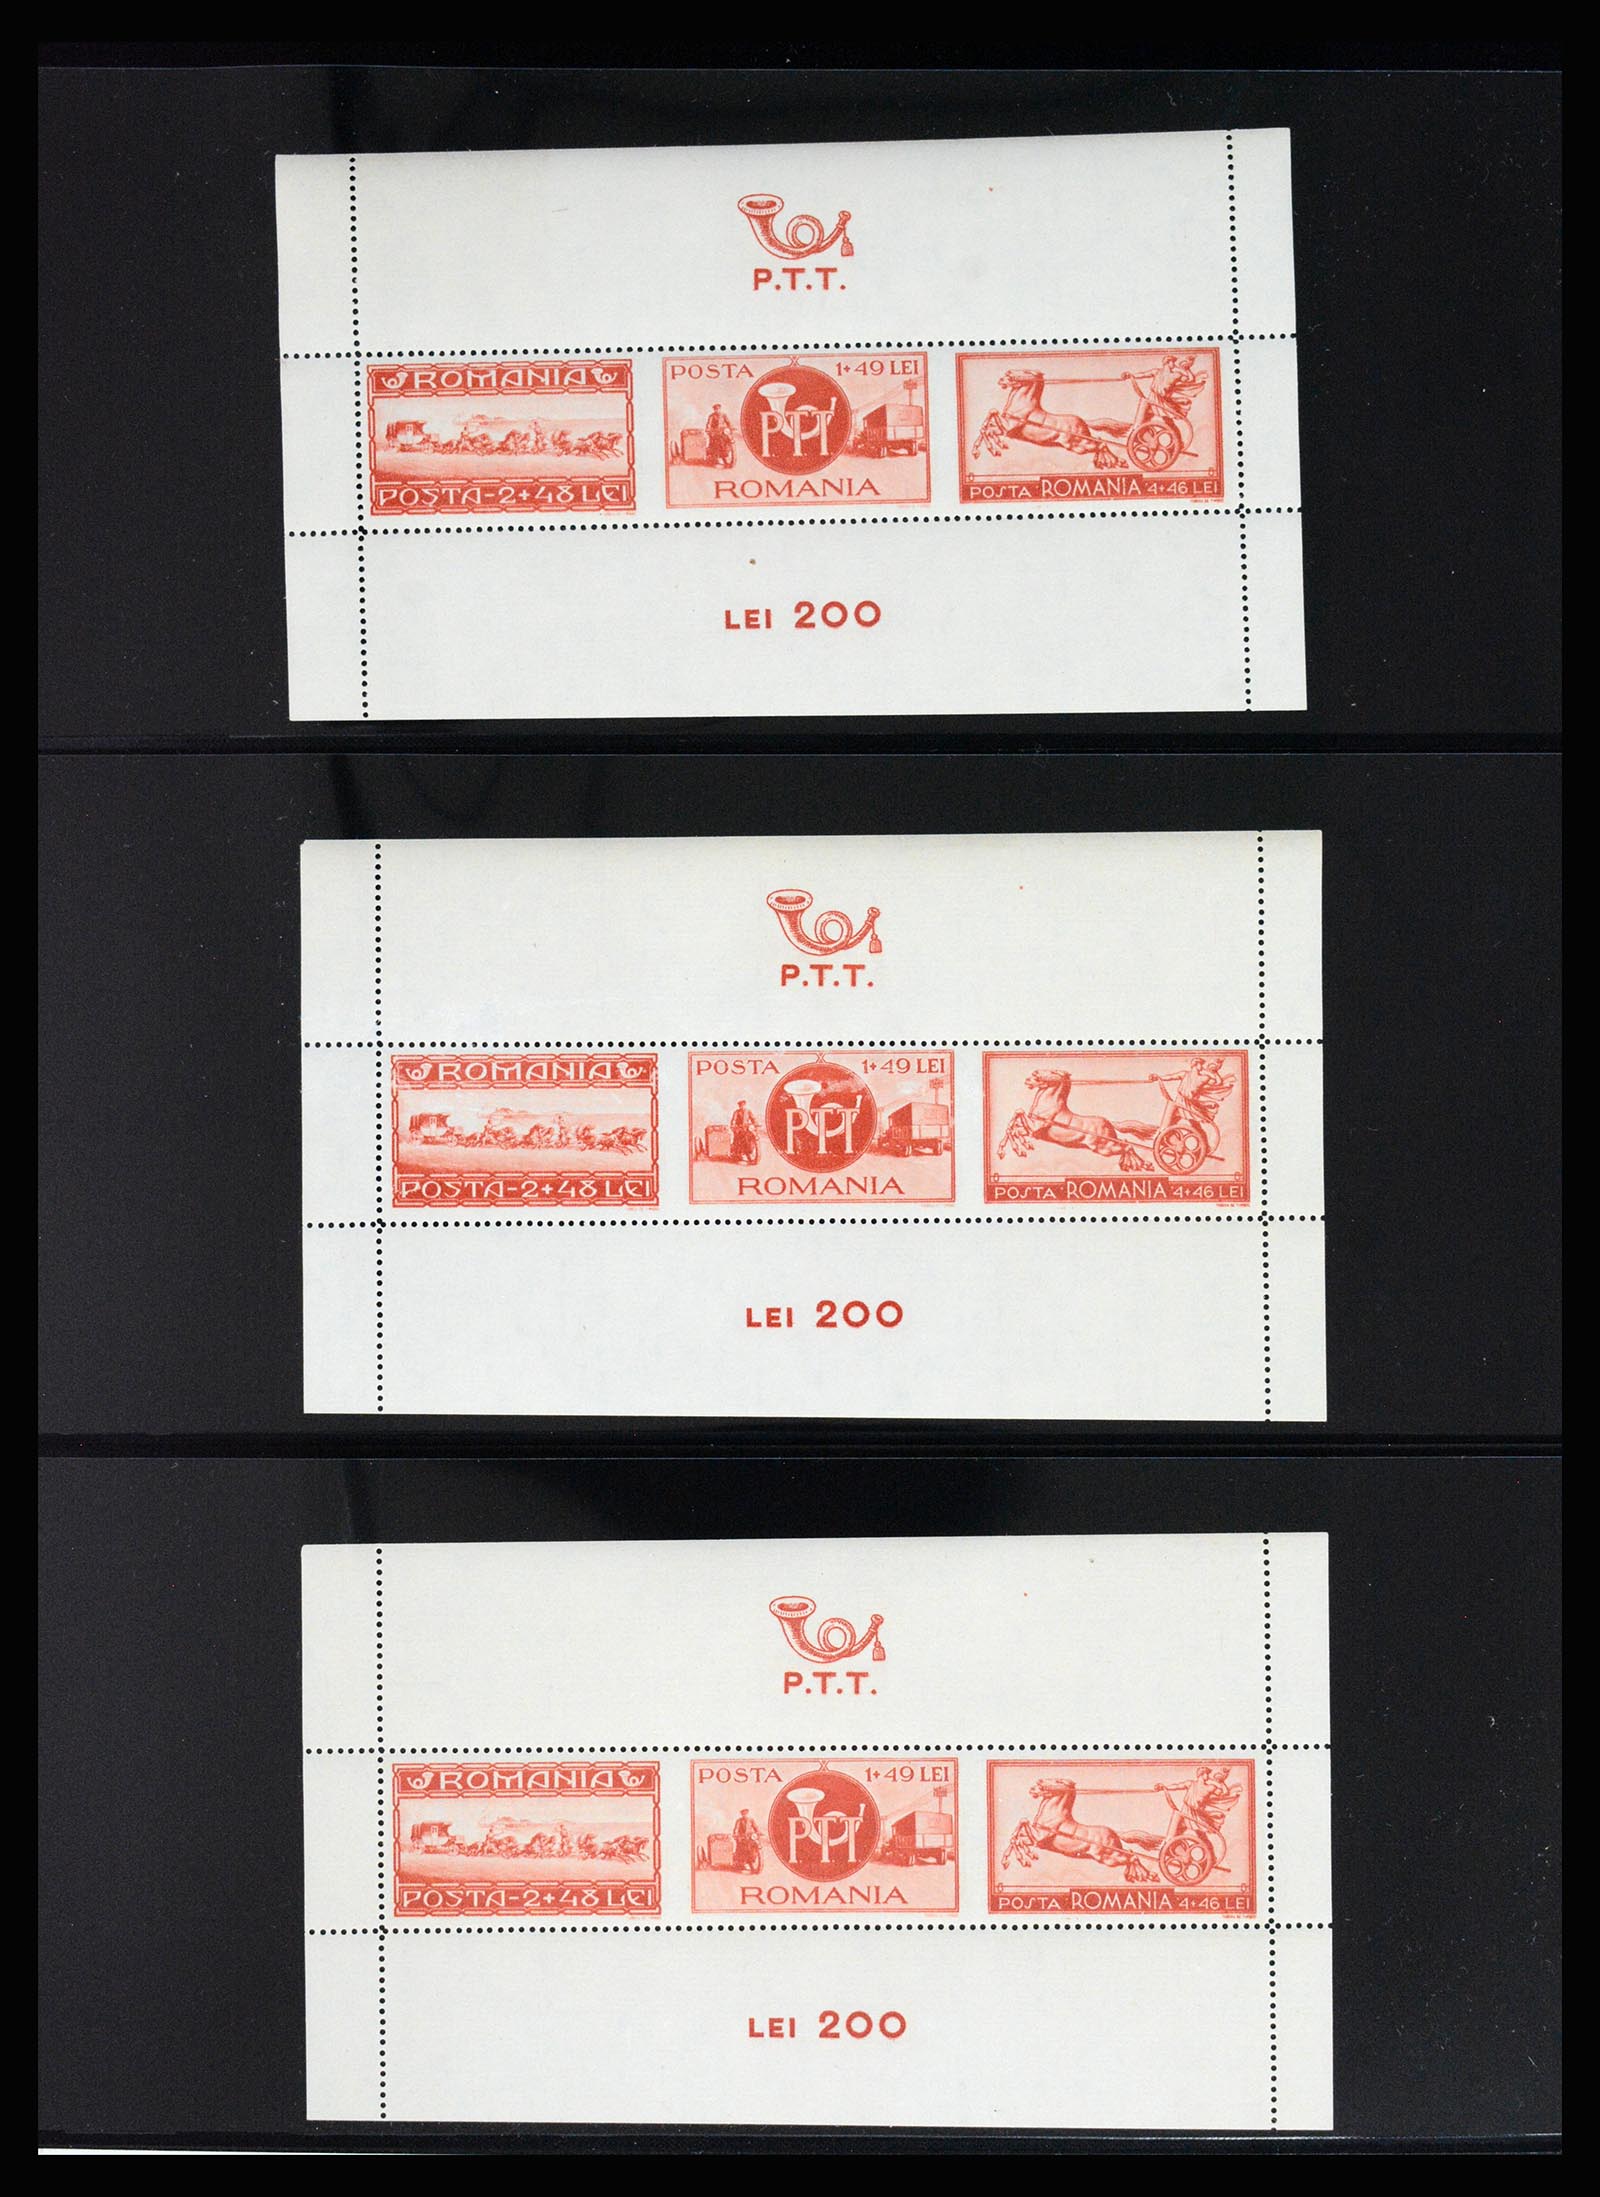 P.T.T.
ROMANIA
POSTA-2+48 LEI
POSTA 1+49 LEI
PTT
ROMANIA
POSTA ROMANIA 4+46 LEI
LEI 200
P.T.T.
ROMANIA
POSTA-2+48 LEI
POSTA 1+49 LEI
PTT
ROMANIA
POSTA ROMANIA 4+46 LEI
LEI 200
P.T.T.
ROMANIA
POSTA-2+48 LEI
POSTA 1+49 LEI
PTT
ROMANIA
POSTA ROMANIA 4+46 LEI
LEI 200